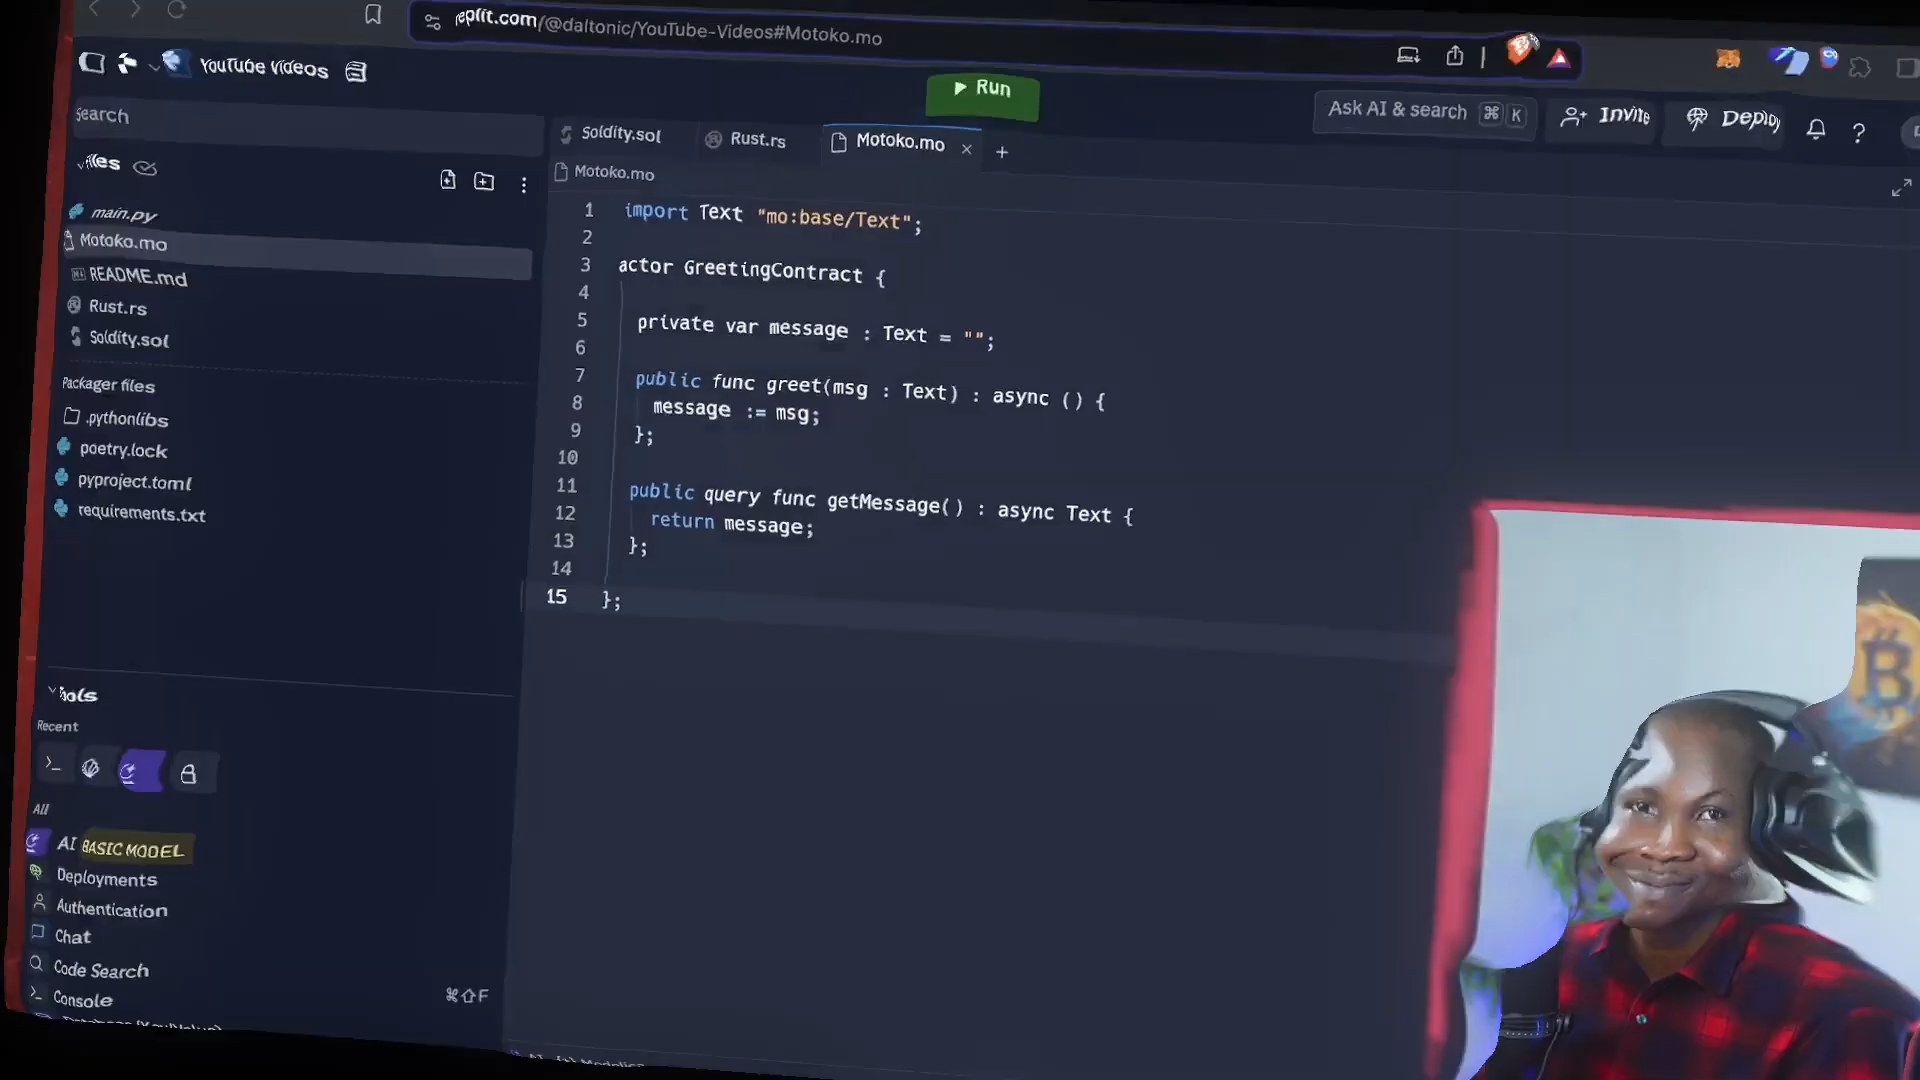 replit.com/@daltonic/YouTube-Videos#Motoko.mo
YouTube Videos
Run
Search
Ask AI & search ⌘ K
Invite
Deploy
?
Files
Soldity.sol
Rust.rs
Motoko.mo
Motoko.mo
main.py
Motoko.mo
README.md
Rust.rs
Soldity.sol
Packager files
.pythonlibs
poetry.lock
pyproject.toml
requirements.txt
1 import Text "mo:base/Text";
2
3 actor GreetingContract {
4
5 private var message : Text = "";
6
7 public func greet(msg : Text) : async () {
8 message := msg;
9 };
10
11 public query func getMessage() : async Text {
12 return message;
13 };
14
15 };
Tools
Recent
All
AI BASIC MODEL
Deployments
Authentication
Chat
Code Search
⌘⇧F
Console
B